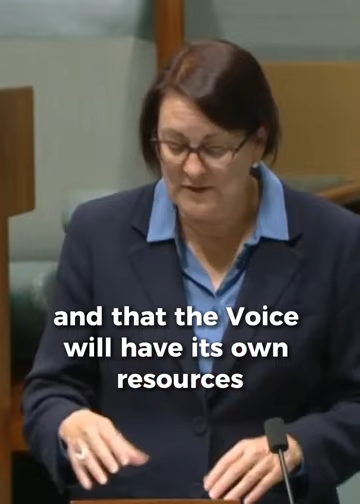 and that the Voice
will have its own
resources